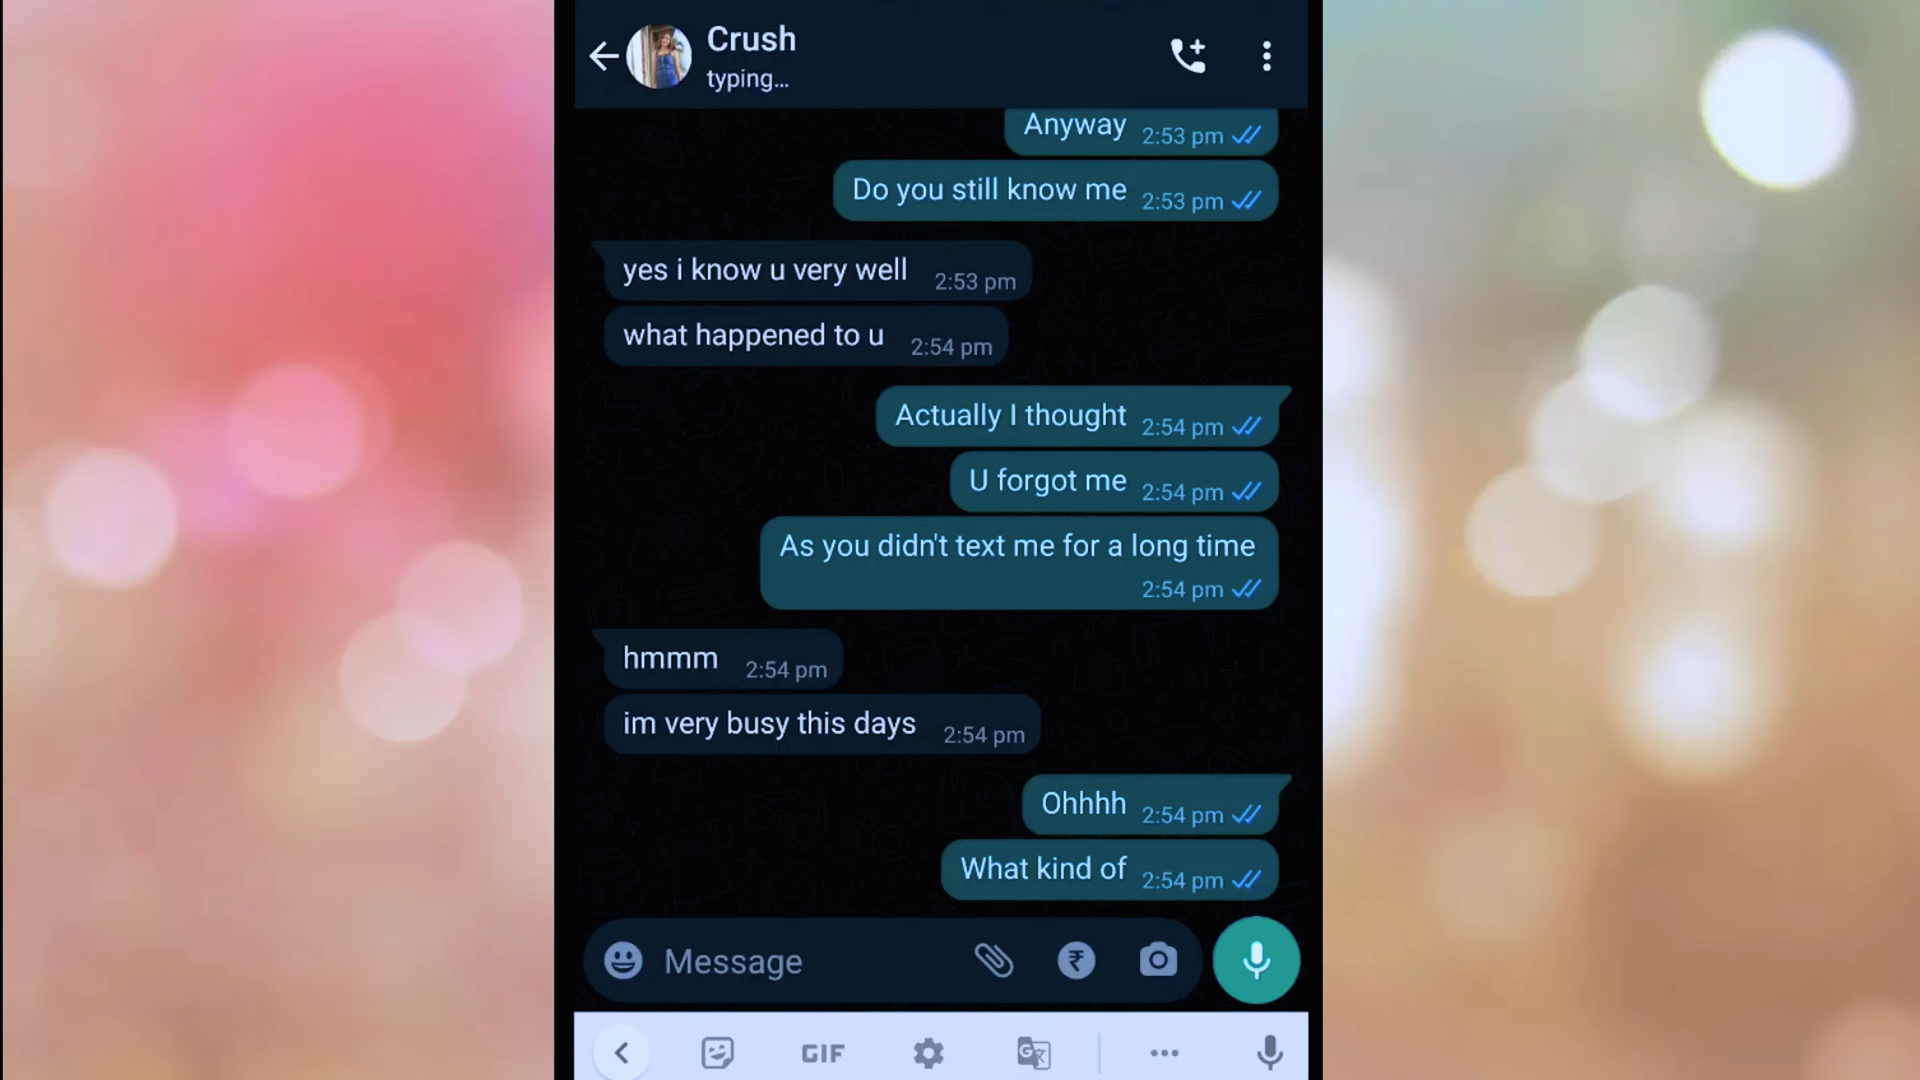 Crush
typing...
Anyway 2:53 pm
Do you still know me 2:53 pm
yes i know u very well 2:53 pm
what happened to u 2:54 pm
Actually I thought 2:54 pm
U forgot me 2:54 pm
As you didn't text me for a long time
2:54 pm
hmmm 2:54 pm
im very busy this days 2:54 pm
Ohhhh 2:54 pm
What kind of 2:54 pm
Message ₹
GIF G